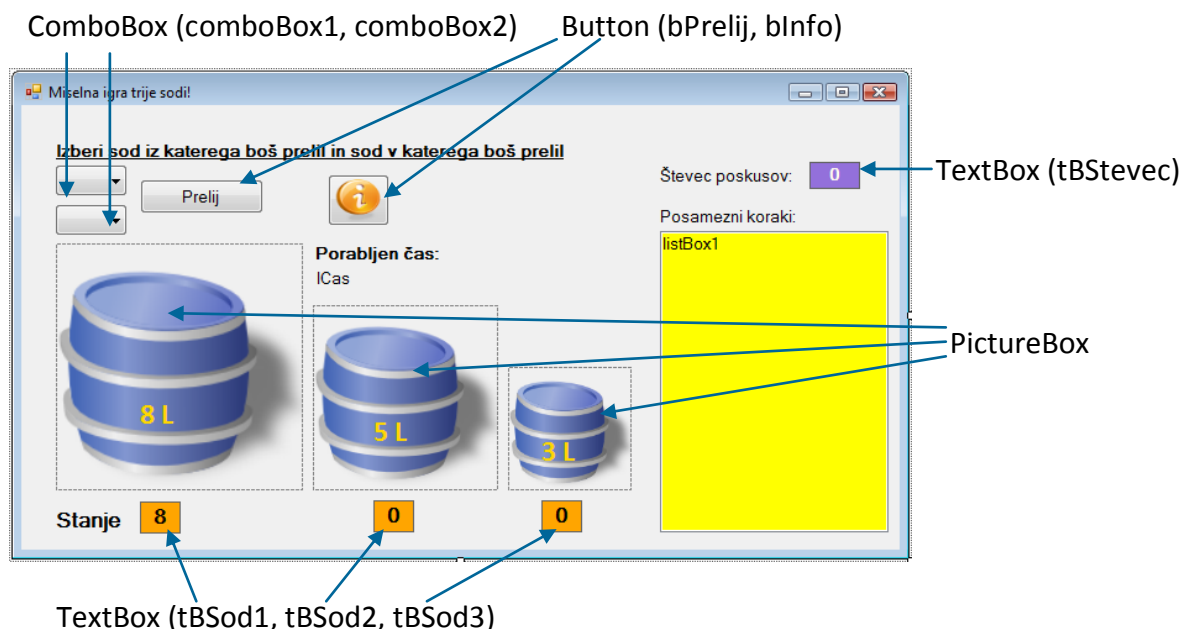 ComboBox (comboBox1, comboBox2) Button (bPrelij, bInfo)
Miselna igra trije sodi!
Izberi sod iz katerega boš prelil in sod v katerega boš prelil
Prelij
Števec poskusov: 0
TextBox (tBStevec)
Posamezni koraki:
listBox1
Porabljen čas:
lCas
PictureBox
8 L
5 L
3 L
Stanje 8 0 0
TextBox (tBSod1, tBSod2, tBSod3)